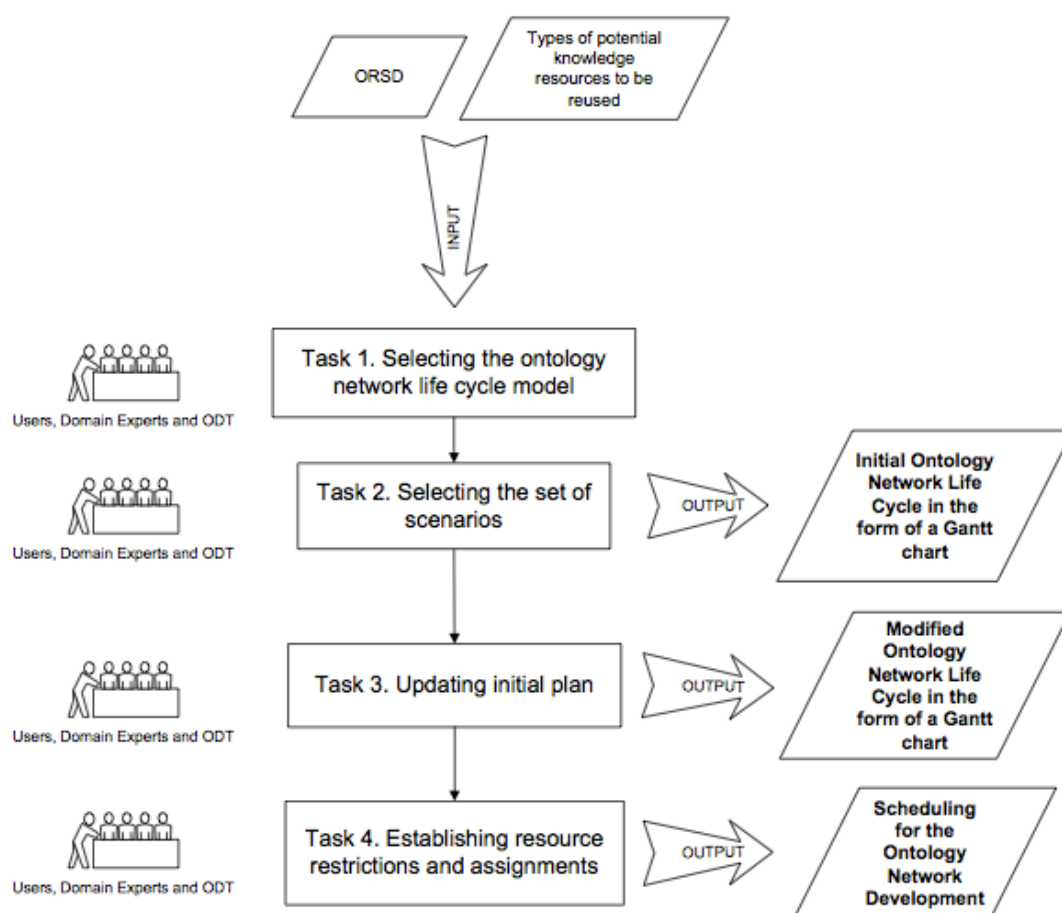 ORSD
Types of potential
knowledge
resources to be
reused
INPUT
Task 1. Selecting the ontology
network life cycle model
Users, Domain Experts and ODT
Task 2. Selecting the set of
scenarios
Users, Domain Experts and ODT
OUTPUT
Initial Ontology
Network Life
Cycle in the
form of a Gantt
chart
Task 3. Updating initial plan
Users, Domain Experts and ODT
OUTPUT
Modified
Ontology
Network Life
Cycle in the
form of a Gantt
chart
Task 4. Establishing resource
restrictions and assignments
Users, Domain Experts and ODT
OUTPUT
Scheduling
for the
Ontology
Network
Development